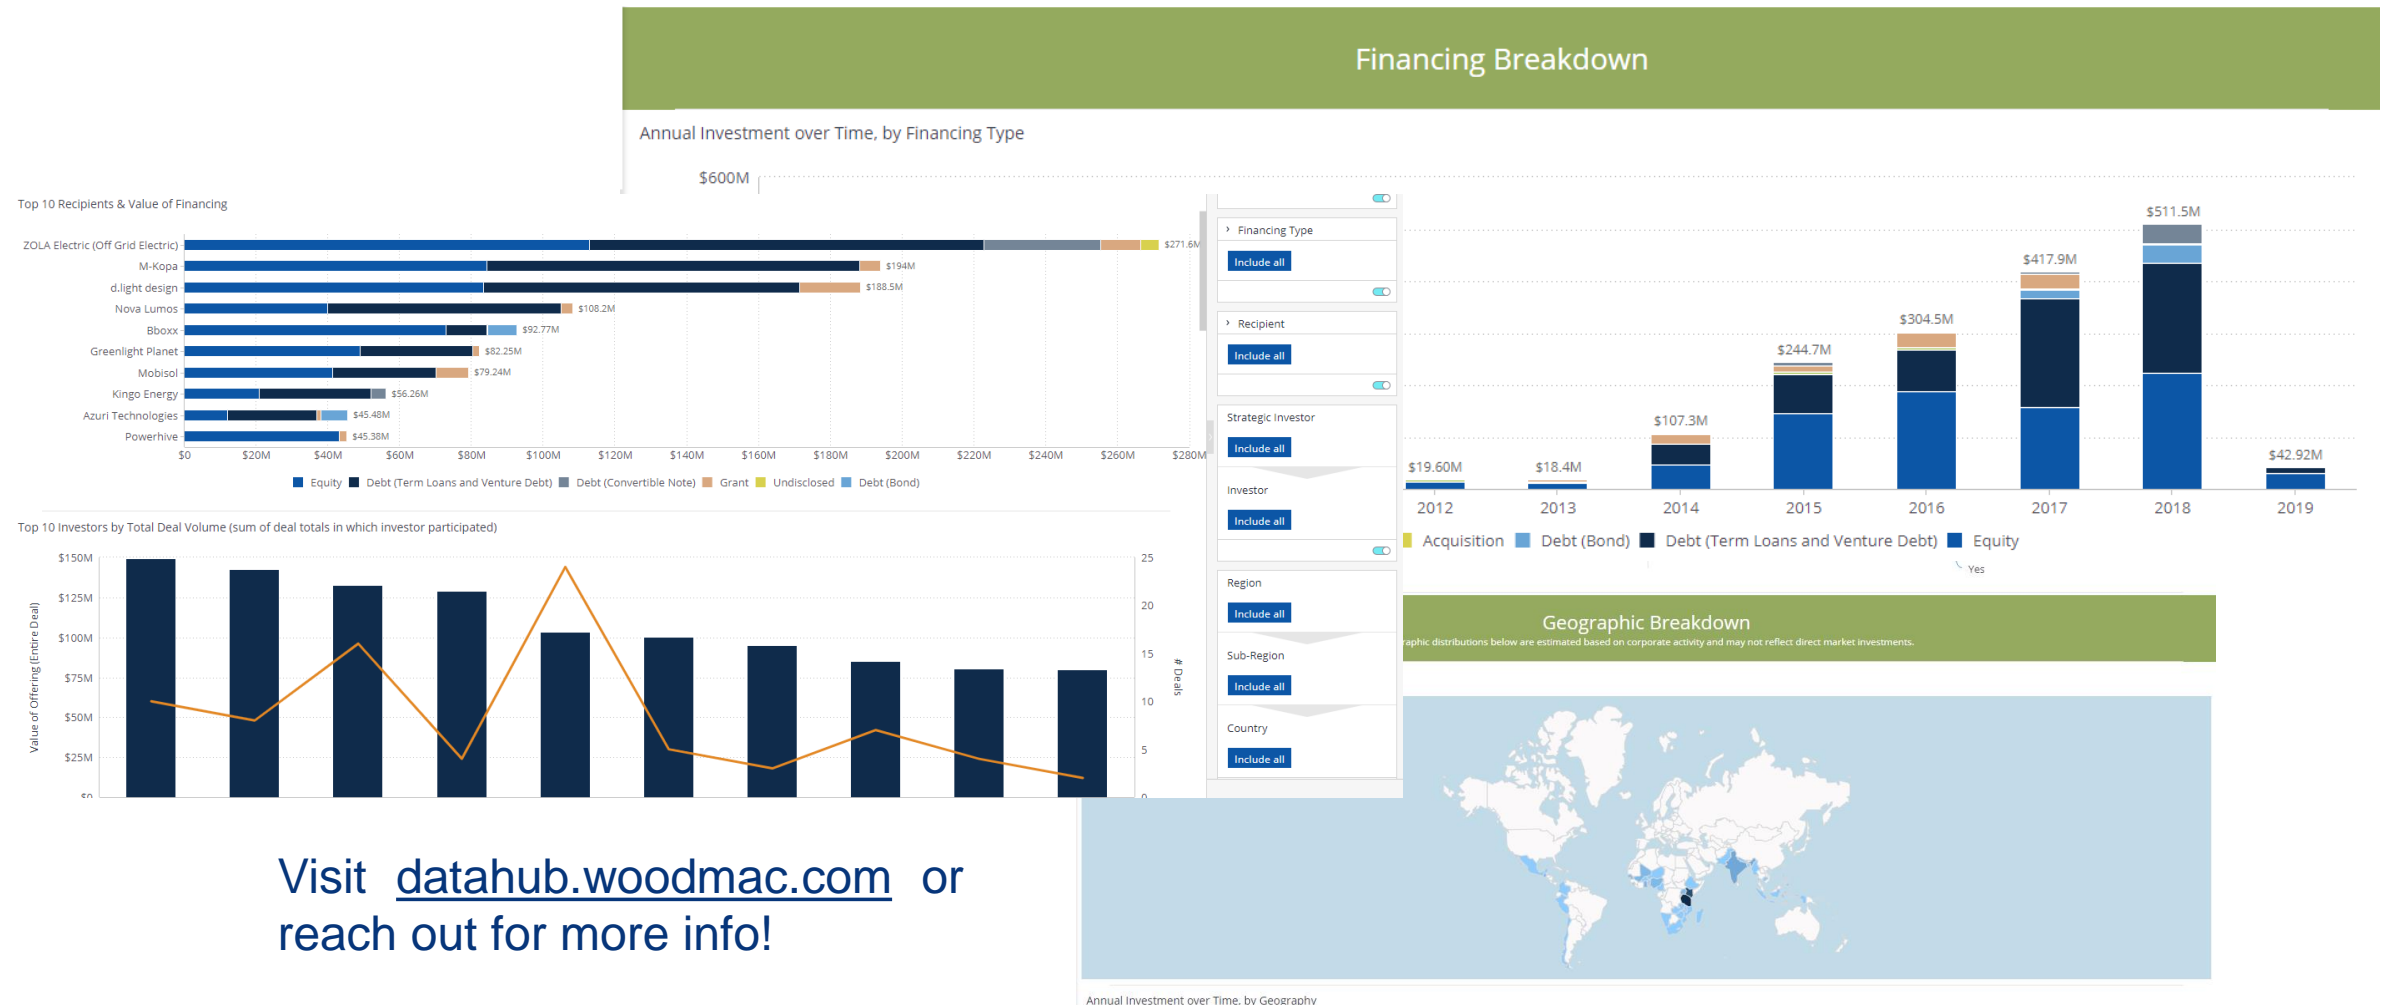 Financing Breakdown
Annual Investment over Time, by Financing Type
$600M
$511.5M
$417.9M
$304.5M
$244.7M
$107.3M
$19.60M
$18.4M
$42.92M
2012 2013 2014 2015 2016 2017 2018 2019
Acquisition Debt (Bond) Debt (Term Loans and Venture Debt) Equity
Yes
Top 10 Recipients & Value of Financing
ZOLA Electric (Off Grid Electric) $271.6M
M-Kopa $194M
d.light design $188.5M
Nova Lumos $108.2M
Bboxx $92.77M
Greenlight Planet $82.25M
Mobisol $79.24M
Kingo Energy $56.26M
Azuri Technologies $45.48M
Powerhive $45.38M
$0 $20M $40M $60M $80M $100M $120M $140M $160M $180M $200M $220M $240M $260M $280M
Equity Debt (Term Loans and Venture Debt) Debt (Convertible Note) Grant Undisclosed Debt (Bond)
Top 10 Investors by Total Deal Volume (sum of deal totals in which investor participated)
Value of Offering (Entire Deal)
$150M
$125M
$100M
$75M
$50M
$25M
$0
25
20
15
10
5
0
# Deals
› Financing Type
Include all
› Recipient
Include all
Strategic Investor
Include all
Investor
Include all
Region
Include all
Sub-Region
Include all
Country
Include all
Geographic Breakdown
raphic distributions below are estimated based on corporate activity and may not reflect direct market investments.
Annual Investment over Time, by Geography
Visit datahub.woodmac.com or
reach out for more info!